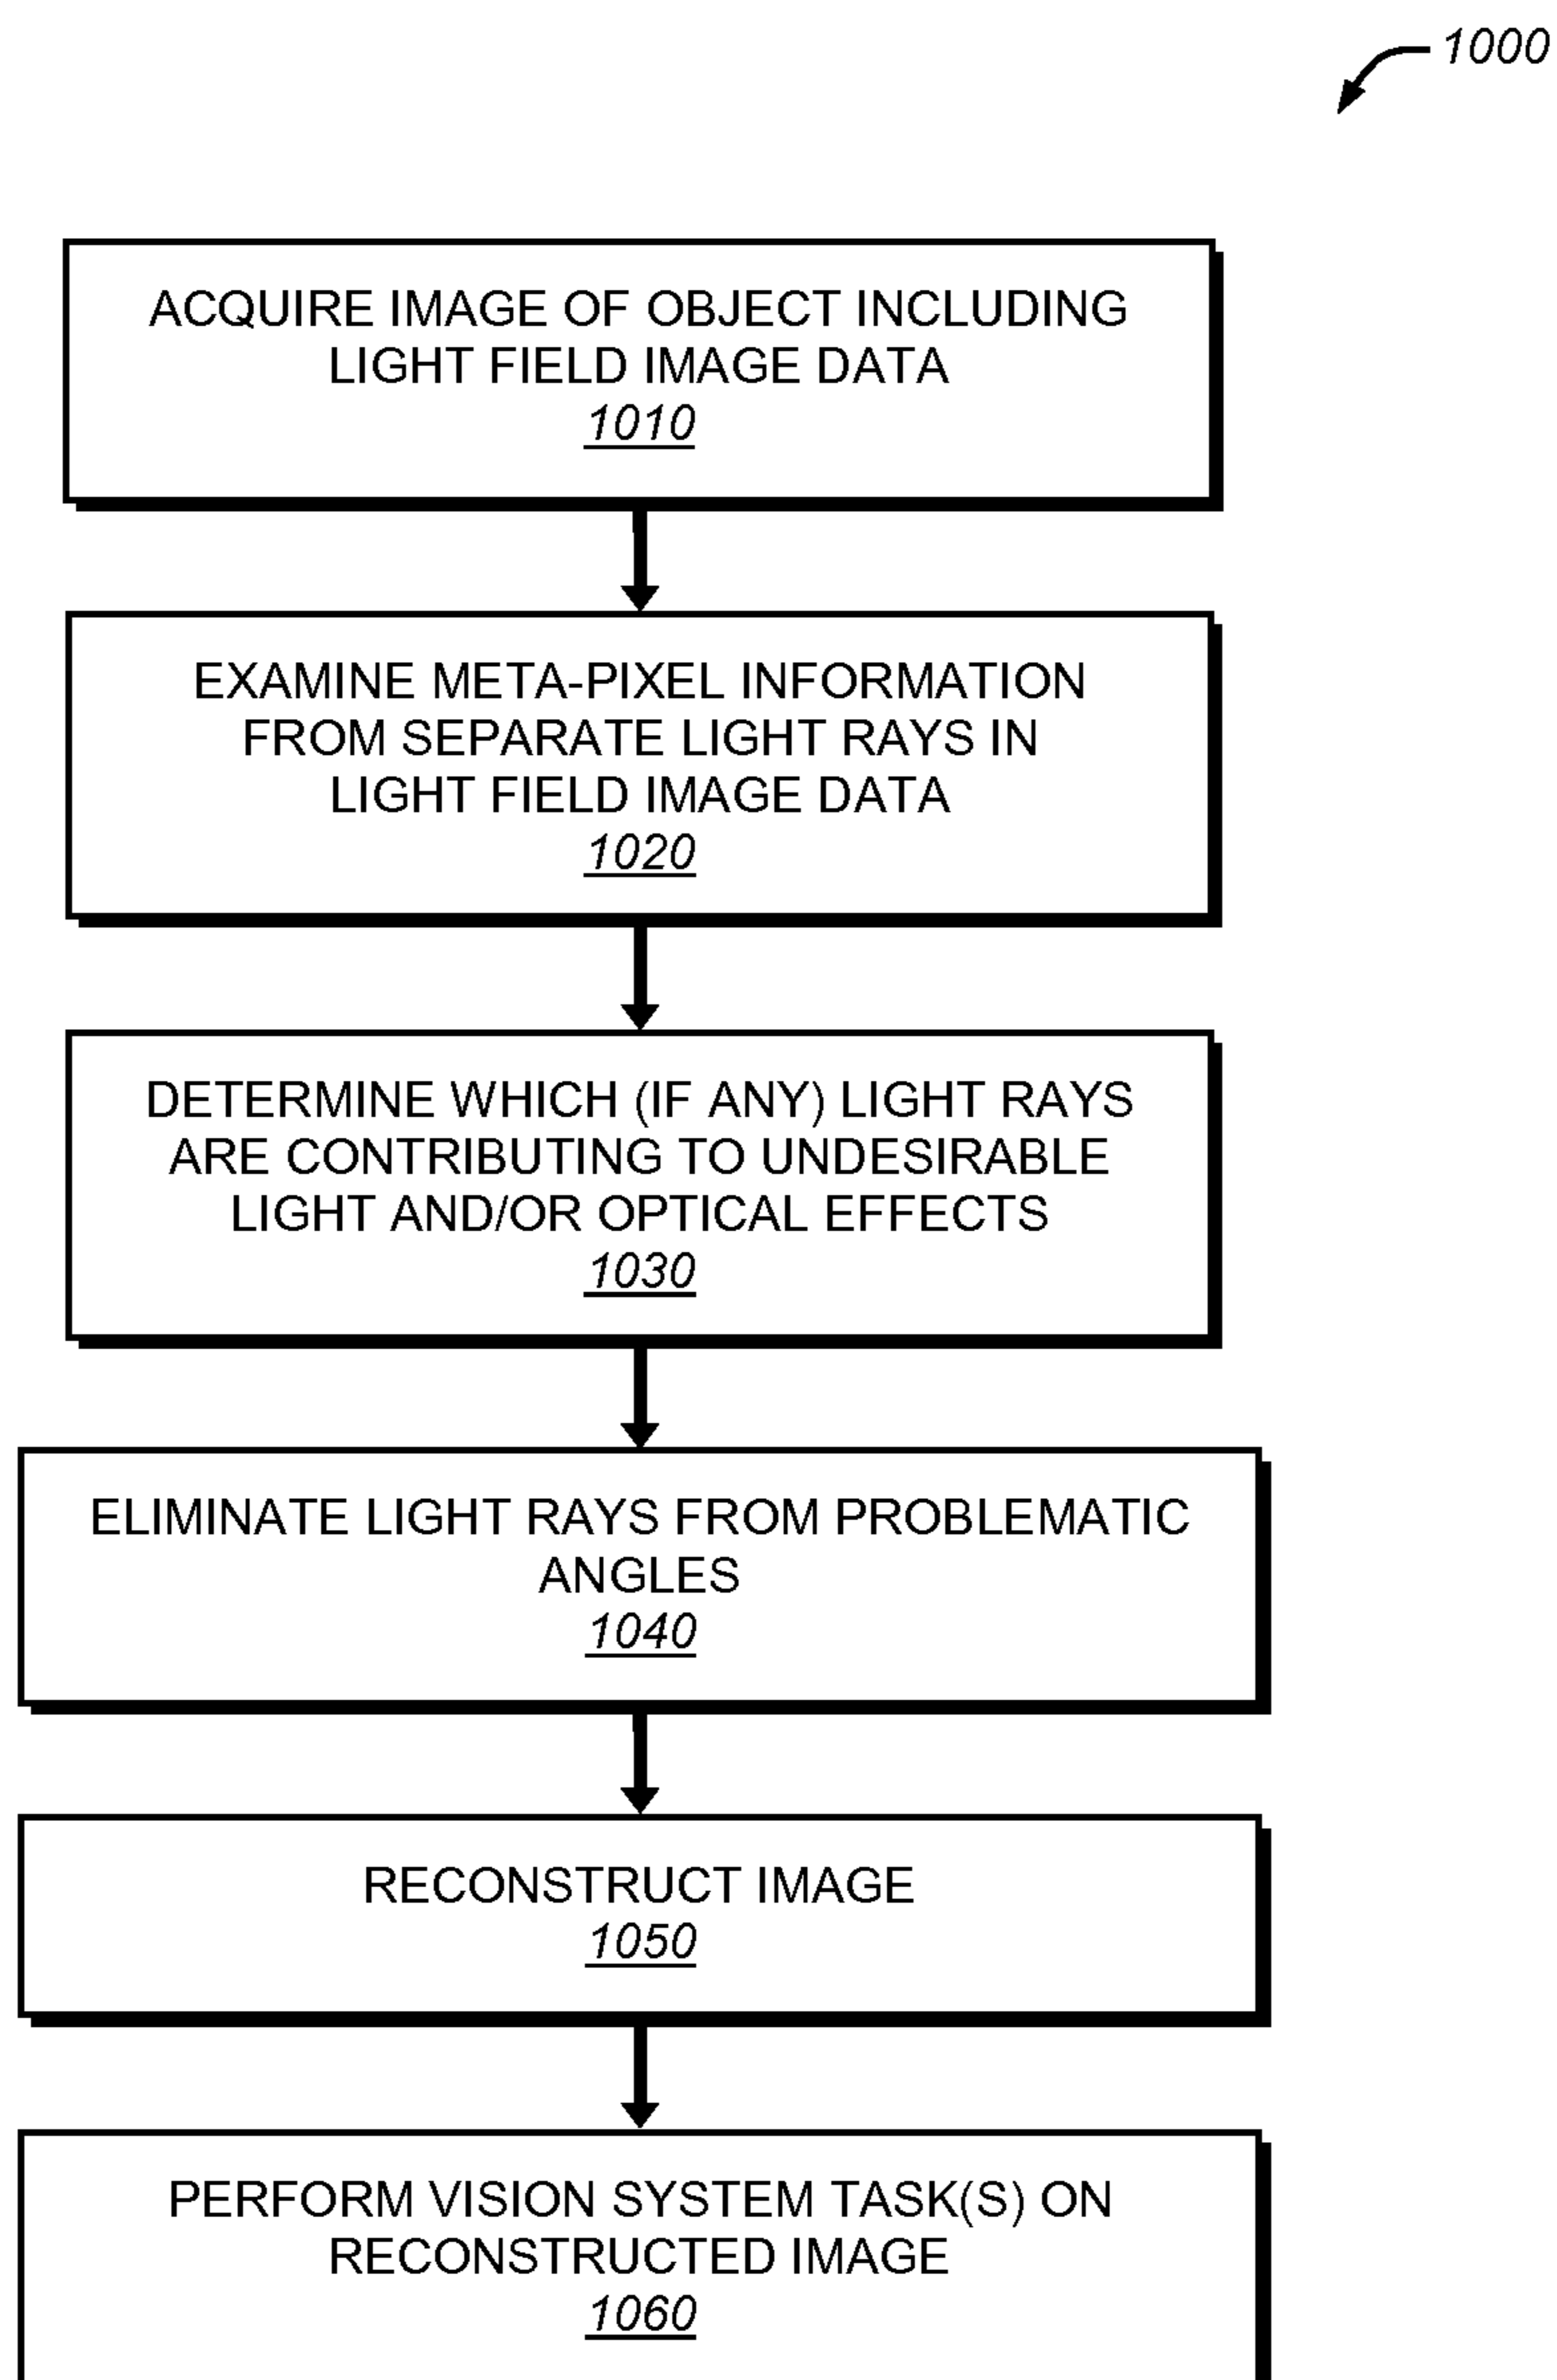 1000
ACQUIRE IMAGE OF OBJECT INCLUDING
LIGHT FIELD IMAGE DATA
1010
EXAMINE META-PIXEL INFORMATION
FROM SEPARATE LIGHT RAYS IN
LIGHT FIELD IMAGE DATA
1020
DETERMINE WHICH (IF ANY) LIGHT RAYS
ARE CONTRIBUTING TO UNDESIRABLE
LIGHT AND/OR OPTICAL EFFECTS
1030
ELIMINATE LIGHT RAYS FROM PROBLEMATIC
ANGLES
1040
RECONSTRUCT IMAGE
1050
PERFORM VISION SYSTEM TASK(S) ON
RECONSTRUCTED IMAGE
1060